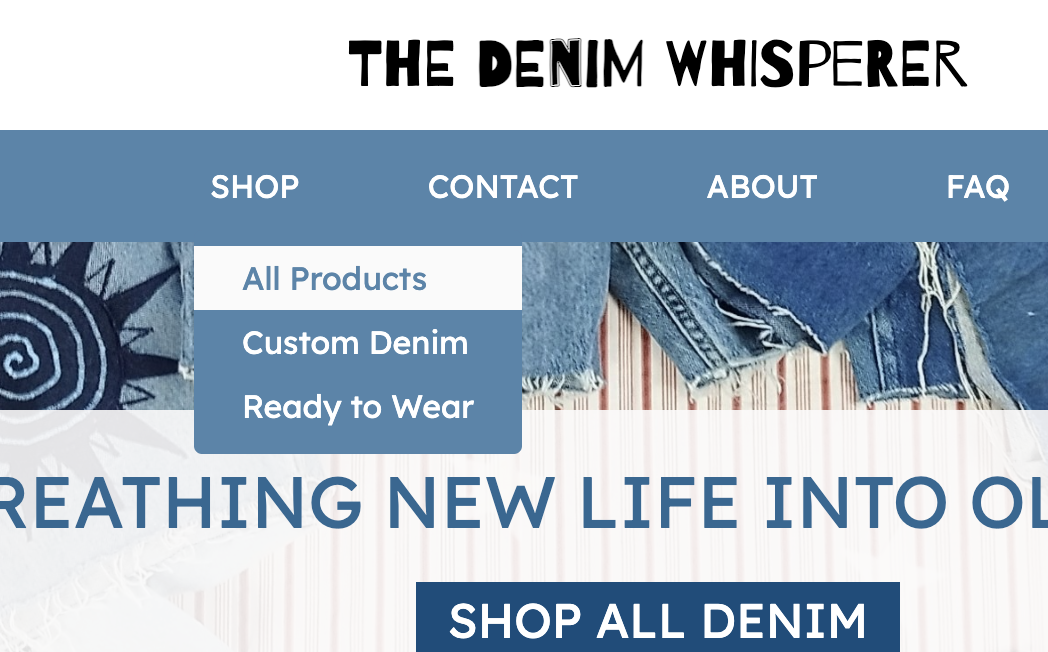 THE DENIM WHISPERER
SHOP CONTACT ABOUT FAQ
All Products
Custom Denim
Ready to Wear
REATHING NEW LIFE INTO OL
SHOP ALL DENIM